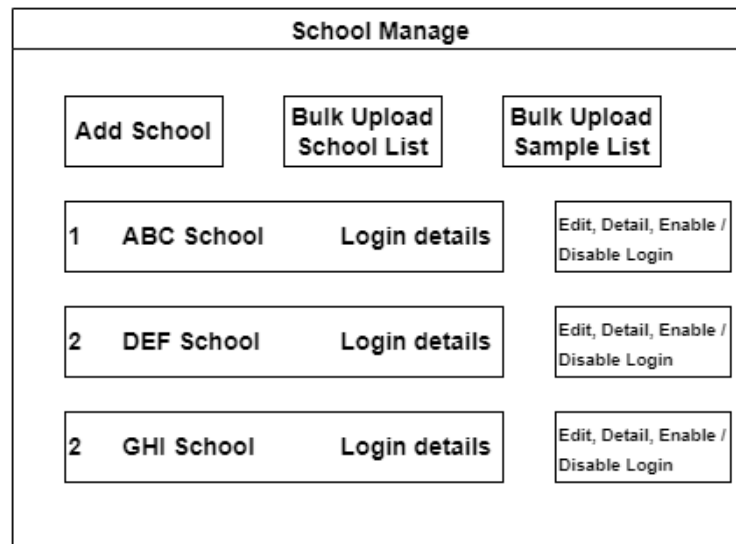 School Manage
Add School
Bulk Upload
School List
Bulk Upload
Sample List
1 ABC School Login details
Edit, Detail, Enable /
Disable Login
2 DEF School Login details
Edit, Detail, Enable /
Disable Login
2 GHI School Login details
Edit, Detail, Enable /
Disable Login